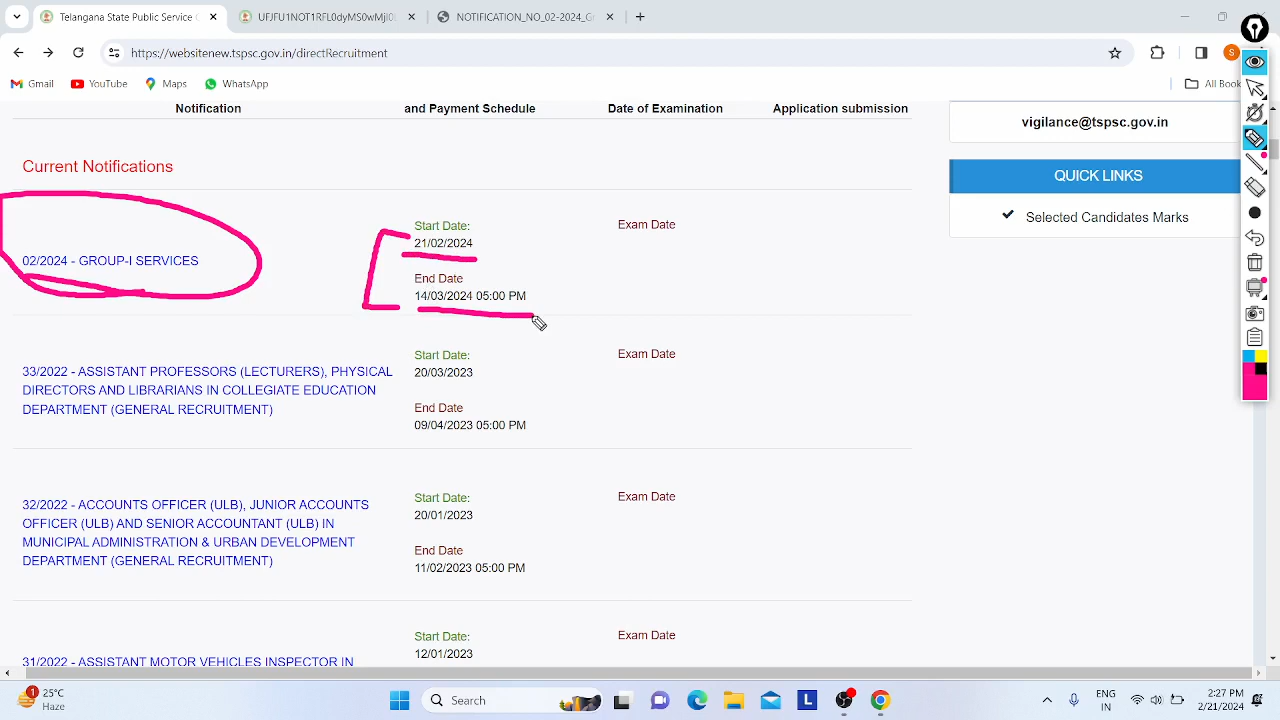 Telangana State Public Service C
UFJFU1NOT1RFL0dyMS0wMjI0
NOTIFICATION_NO_02-2024_Gr
https://websitenew.tspsc.gov.in/directRecruitment
S
Gmail
YouTube
Maps
WhatsApp
All Book
Notification
and Payment Schedule
Date of Examination
Application submission
vigilance@tspsc.gov.in
Current Notifications
QUICK LINKS
Selected Candidates Marks
02/2024 - GROUP-I SERVICES
Start Date:
21/02/2024
End Date
14/03/2024 05:00 PM
Exam Date
33/2022 - ASSISTANT PROFESSORS (LECTURERS), PHYSICAL
DIRECTORS AND LIBRARIANS IN COLLEGIATE EDUCATION
DEPARTMENT (GENERAL RECRUITMENT)
Start Date:
20/03/2023
End Date
09/04/2023 05:00 PM
Exam Date
32/2022 - ACCOUNTS OFFICER (ULB), JUNIOR ACCOUNTS
OFFICER (ULB) AND SENIOR ACCOUNTANT (ULB) IN
MUNICIPAL ADMINISTRATION & URBAN DEVELOPMENT
DEPARTMENT (GENERAL RECRUITMENT)
Start Date:
20/01/2023
End Date
11/02/2023 05:00 PM
Exam Date
31/2022 - ASSISTANT MOTOR VEHICLES INSPECTOR IN
Start Date:
12/01/2023
Exam Date
1
25°C
Haze
Search
L
ENG
IN
2:27 PM
2/21/2024